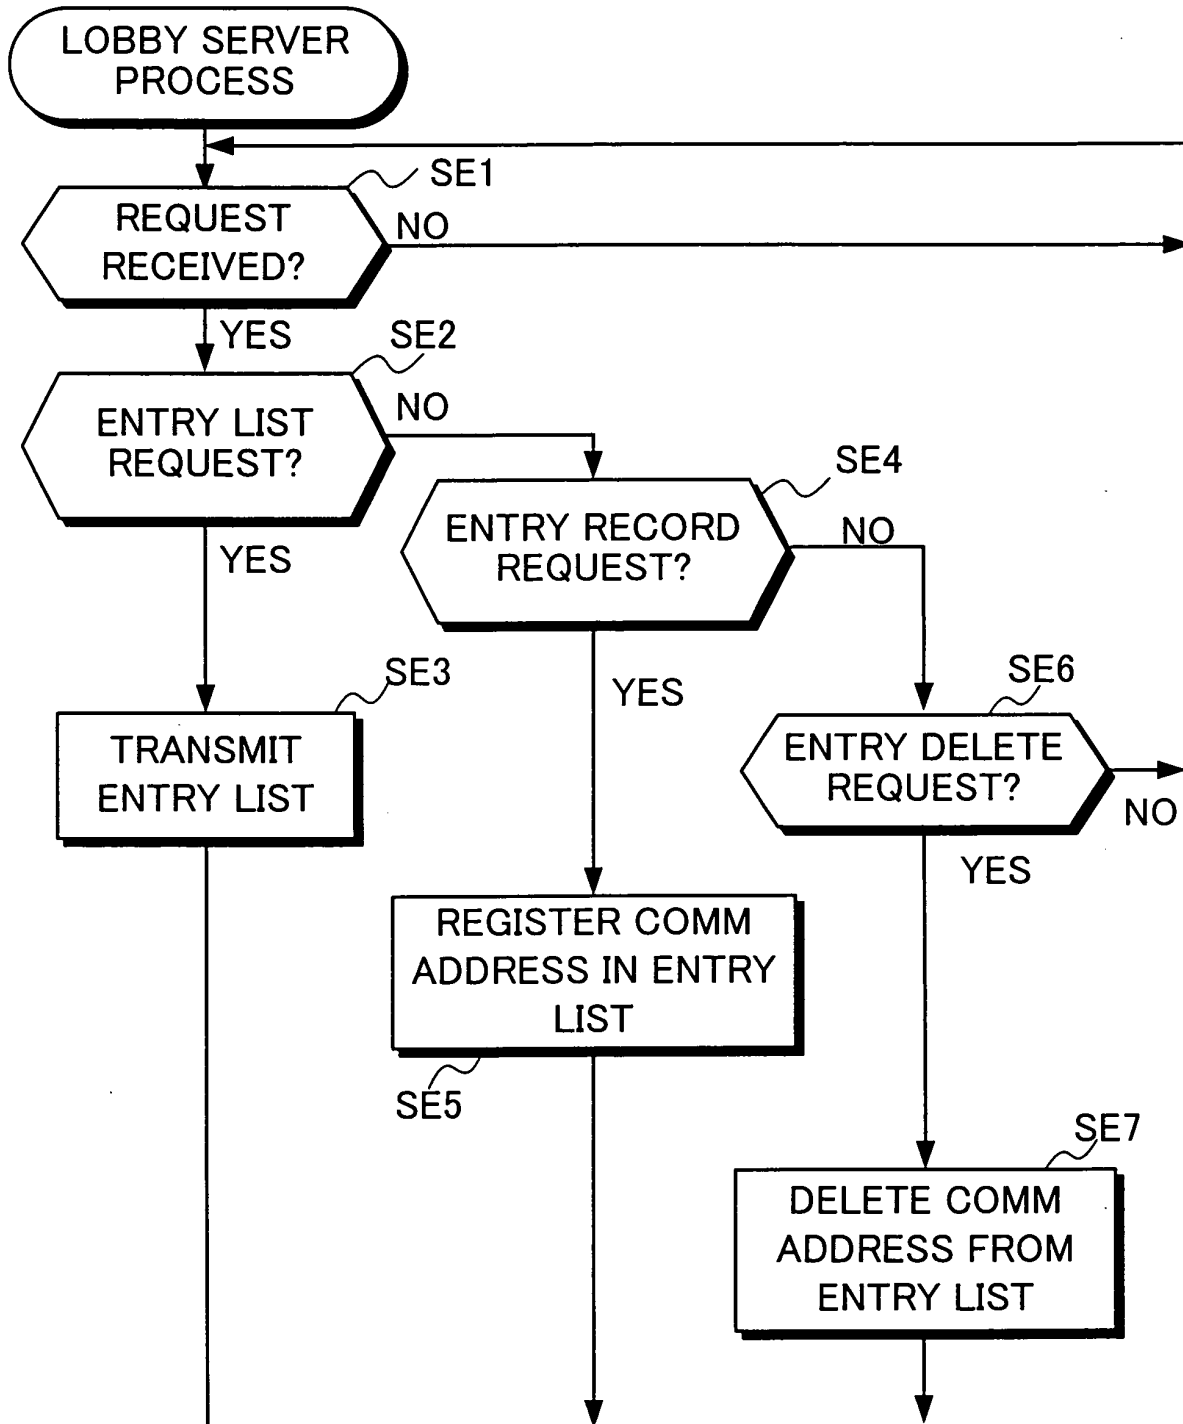 LOBBY SERVER
PROCESS
SE1
REQUEST
RECEIVED?
NO
YES
SE2
ENTRY LIST
REQUEST?
NO
YES
SE4
ENTRY RECORD
REQUEST?
NO
YES
SE3
TRANSMIT
ENTRY LIST
SE6
ENTRY DELETE
REQUEST?
NO
YES
REGISTER COMM
ADDRESS IN ENTRY
LIST
SE5
SE7
DELETE COMM
ADDRESS FROM
ENTRY LIST